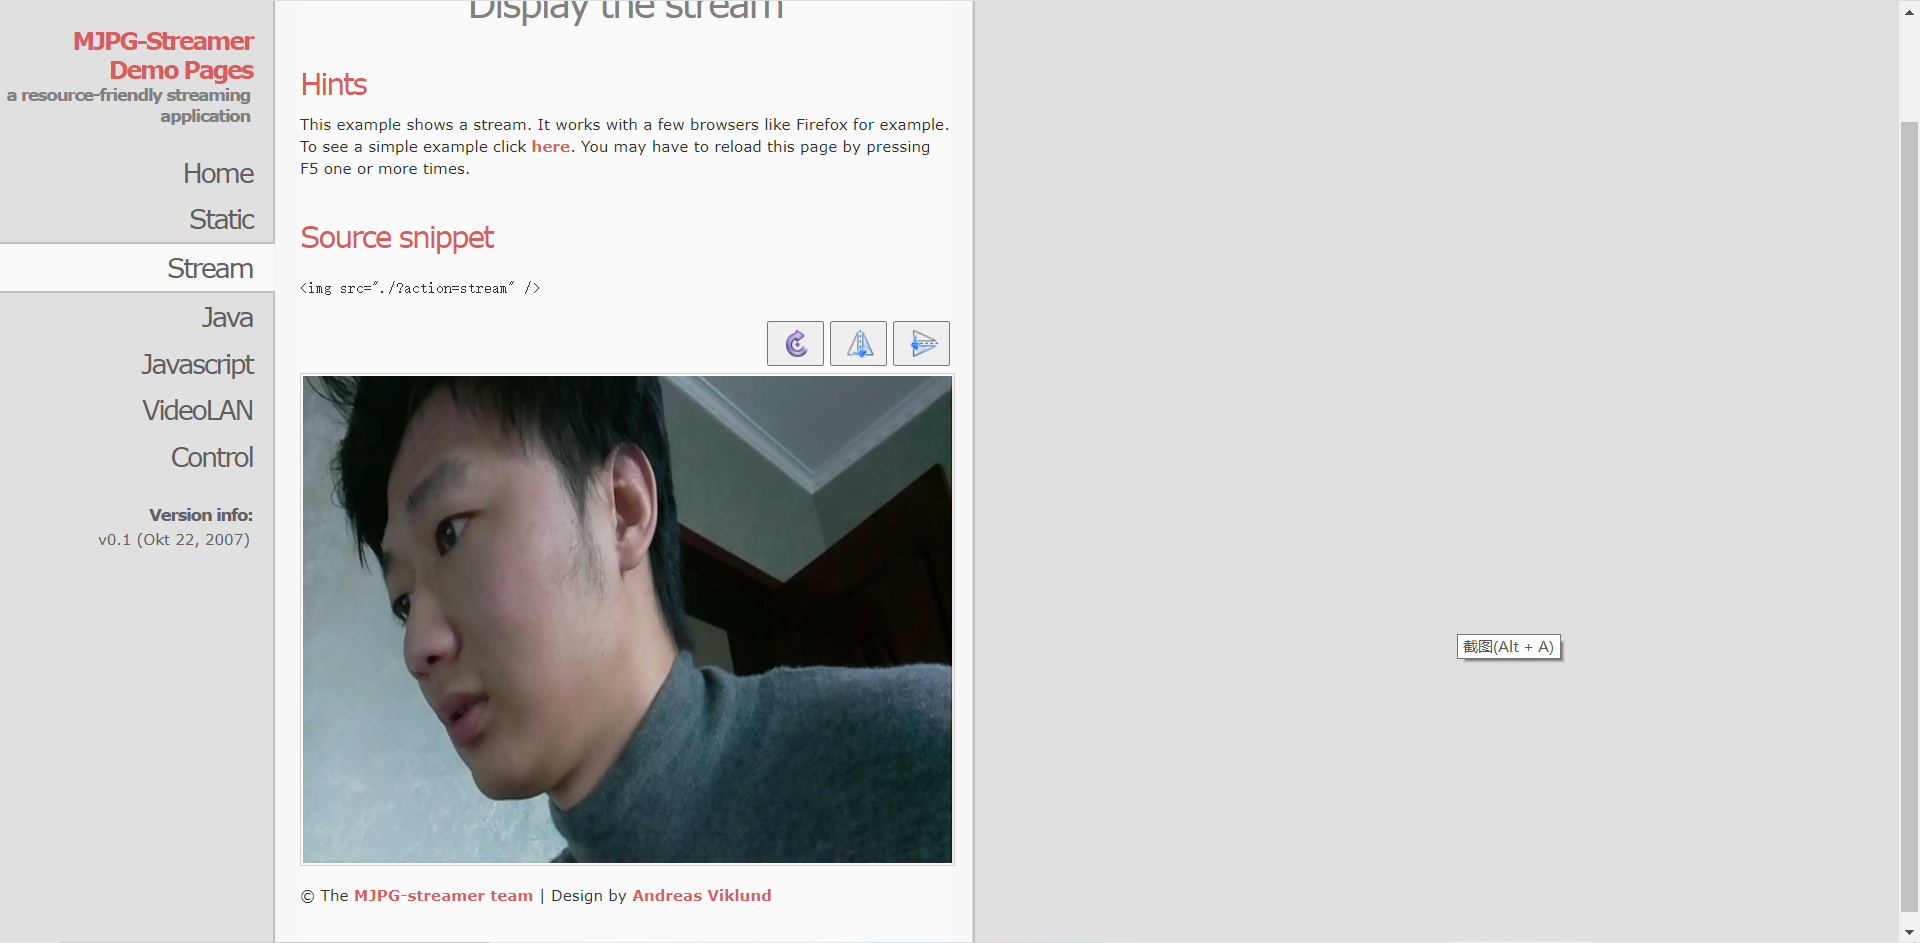 Display the stream
MJPG-Streamer
Demo Pages
a resource-friendly streaming
application
Home
Static
Stream
Java
Javascript
VideoLAN
Control
Version info:
v0.1 (Okt 22, 2007)
Hints
This example shows a stream. It works with a few browsers like Firefox for example.
To see a simple example click here. You may have to reload this page by pressing
F5 one or more times.
Source snippet
<img src="./?action=stream" />
© The MJPG-streamer team | Design by Andreas Viklund
截图(Alt + A)